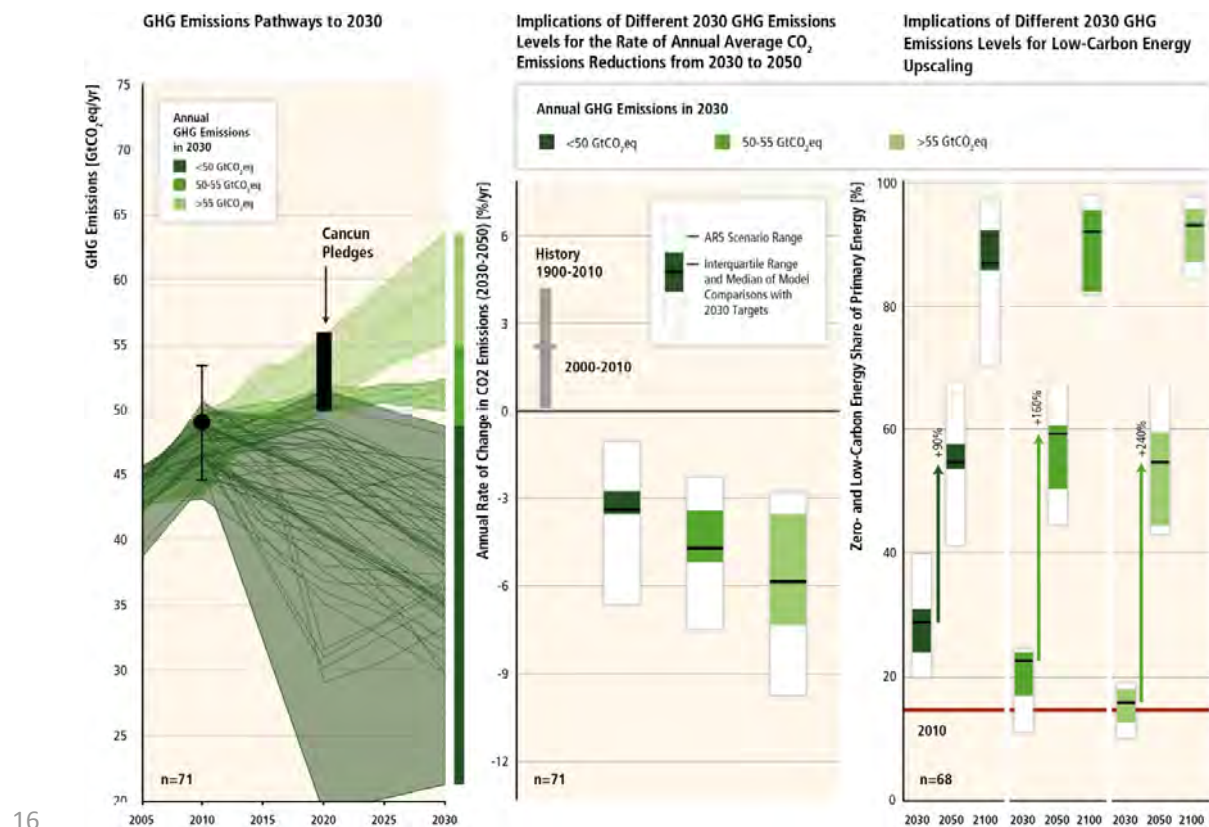 GHG Emissions Pathways to 2030
GHG Emissions [GtCO2eq/yr]
75
70
65
60
55
50
45
40
35
30
25
20
Annual
GHG Emissions
in 2030
<50 GtCO2eq
50-55 GtCO2eq
>55 GtCO2eq
Cancun
Pledges
n=71
2005 2010 2015 2020 2025 2030
Implications of Different 2030 GHG Emissions
Levels for the Rate of Annual Average CO2
Emissions Reductions from 2030 to 2050
Implications of Different 2030 GHG
Emissions Levels for Low-Carbon Energy
Upscaling
Annual GHG Emissions in 2030
<50 GtCO2eq
50-55 GtCO2eq
>55 GtCO2eq
Annual Rate of Change in CO2 Emissions (2030-2050) [%/yr]
6
3
0
-3
-6
-9
-12
History
1900-2010
2000-2010
AR5 Scenario Range
Interquartile Range
and Median of Model
Comparisons with
2030 Targets
n=71
Zero- and Low-Carbon Energy Share of Primary Energy [%]
100
80
60
40
20
0
+90%
+160%
+240%
2010
n=68
2030 2050 2100 2030 2050 2100 2030 2050 2100
16